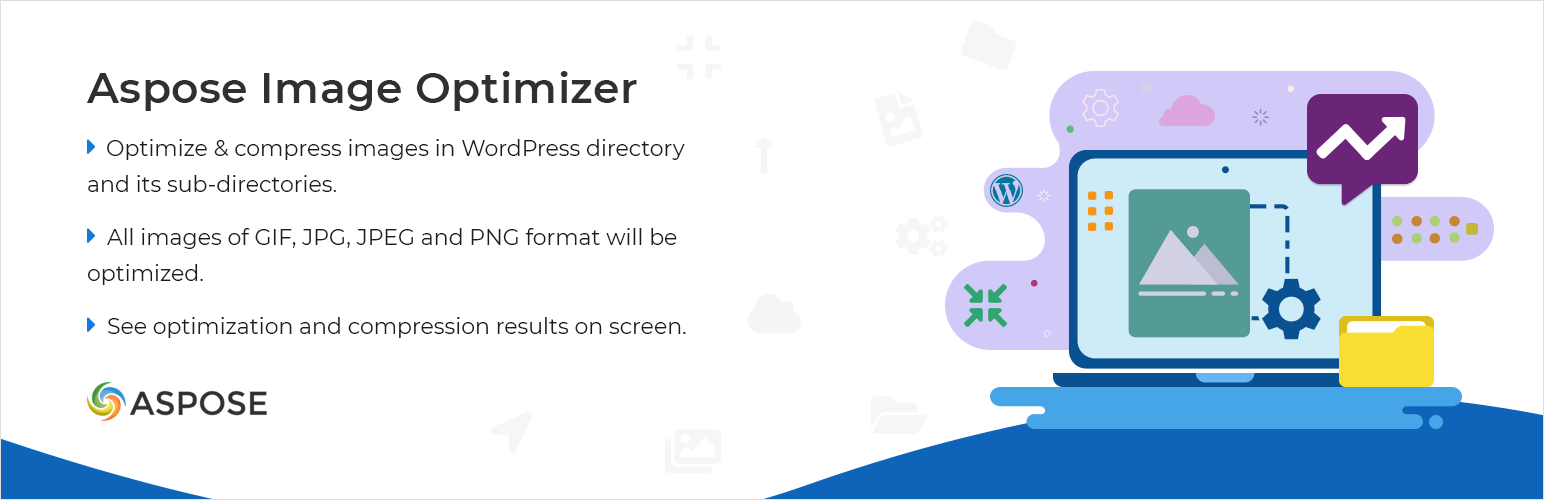 Aspose Image Optimizer
Optimize & compress images in WordPress directory
and its sub-directories.
All images of GIF, JPG, JPEG and PNG format will be
optimized.
See optimization and compression results on screen.
ASPOSE